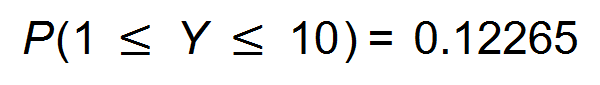 P(1 ≤ Y ≤ 10) = 0.12265